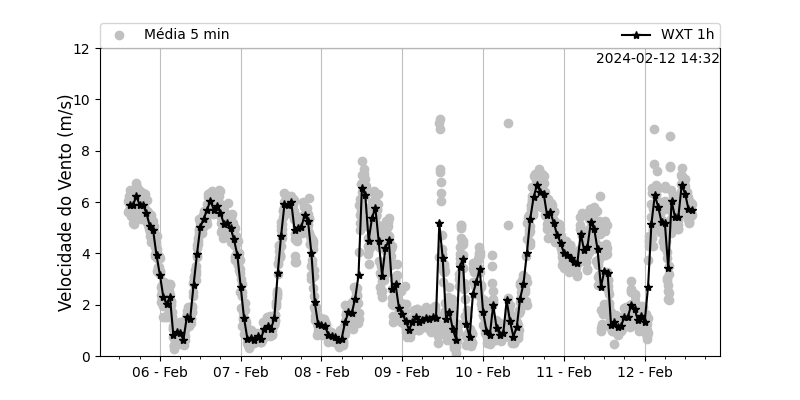 Média 5 min
WXT 1h
2024-02-12 14:32
Velocidade do Vento (m/s)
12
10
8
6
4
2
0
06 - Feb
07 - Feb
08 - Feb
09 - Feb
10 - Feb
11 - Feb
12 - Feb